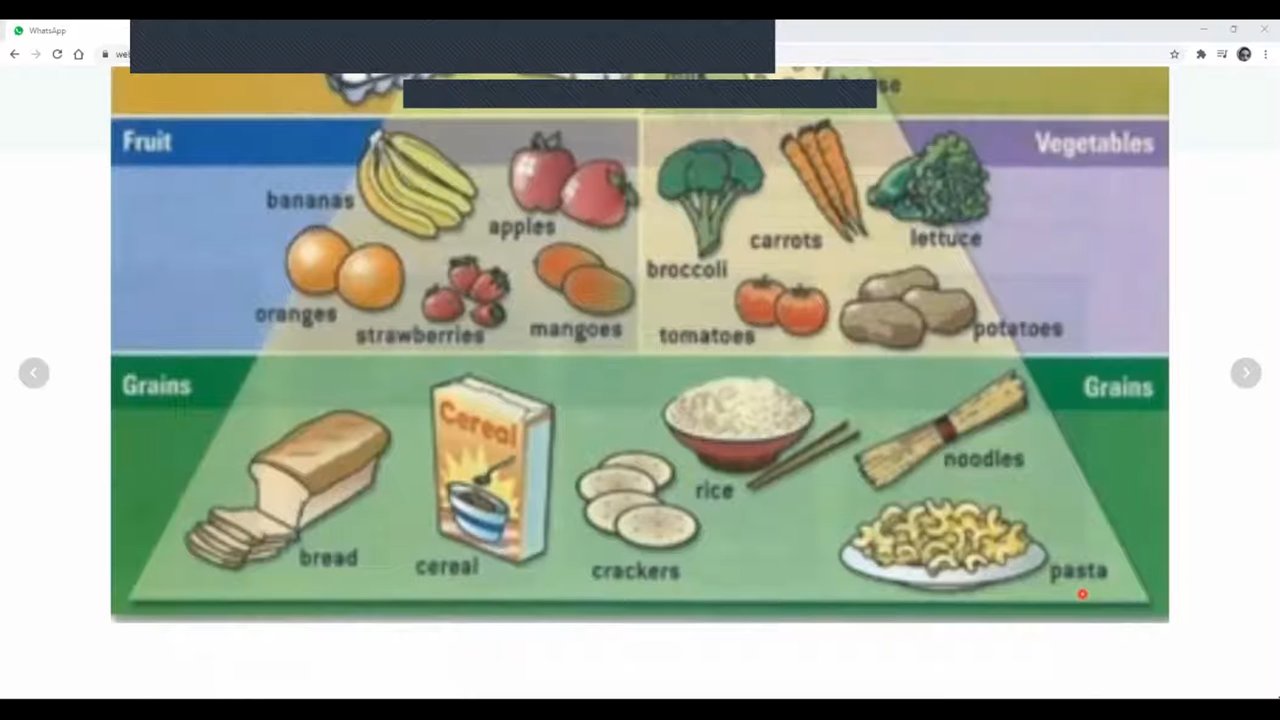 WhatsApp
Fruit
Vegetables
bananas
apples
carrots
lettuce
broccoli
oranges
strawberries
mangoes
tomatoes
potatoes
Grains
Grains
Cereal
noodles
rice
bread
cereal
crackers
pasta